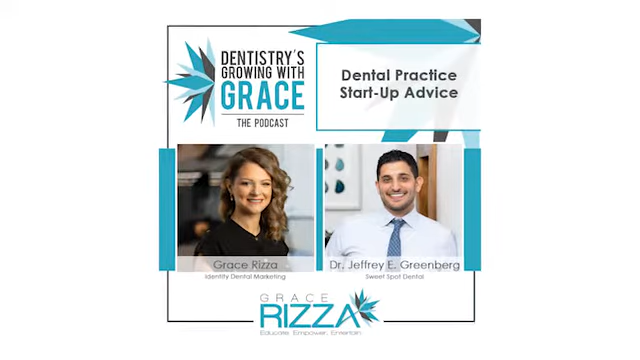 DENTISTRY'S
GROWING WITH
GRACE
THE PODCAST
Dental Practice
Start-Up Advice
Grace Rizza
Identity Dental Marketing
Dr. Jeffrey E. Greenberg
Sweet Spot Dental
GRACE
RIZZA
Educate. Empower. Entertain.